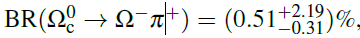 BR(Ω_c^0 → Ω^− π^+) = (0.51^{+2.19}_{−0.31})%,